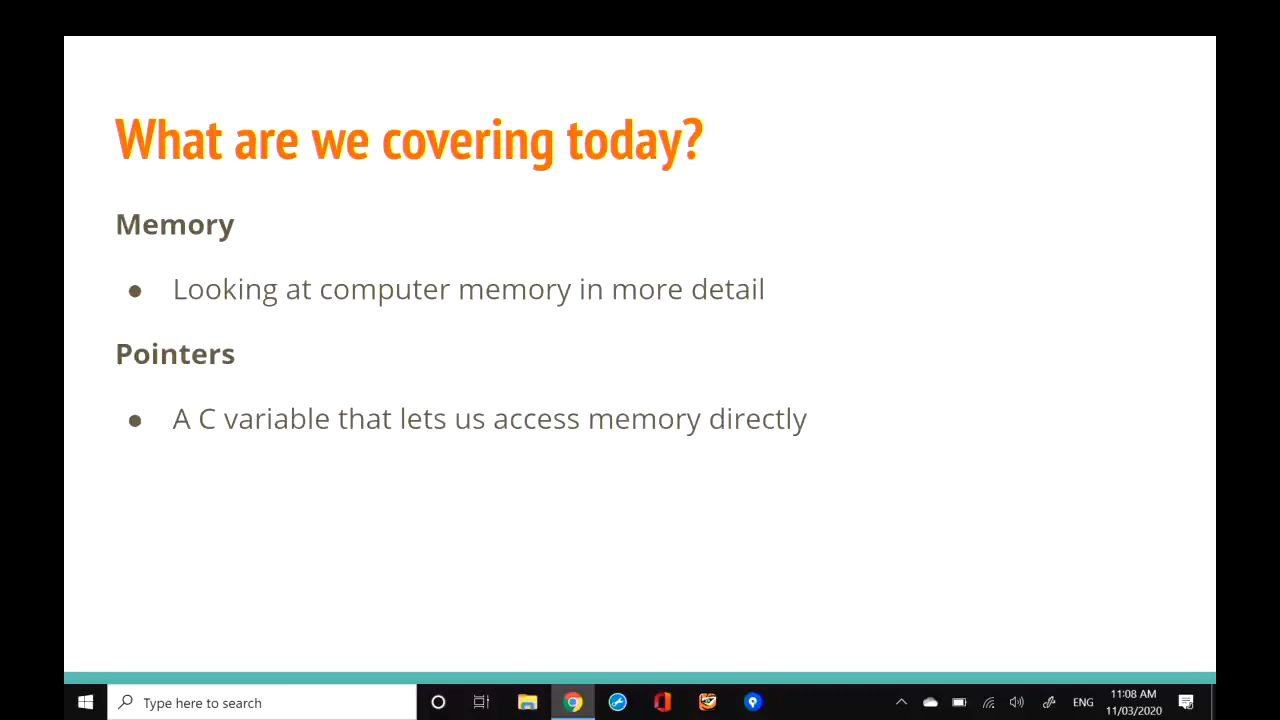 What are we covering today?
Memory
● Looking at computer memory in more detail
Pointers
● A C variable that lets us access memory directly
Type here to search
ENG
11:08 AM
11/03/2020